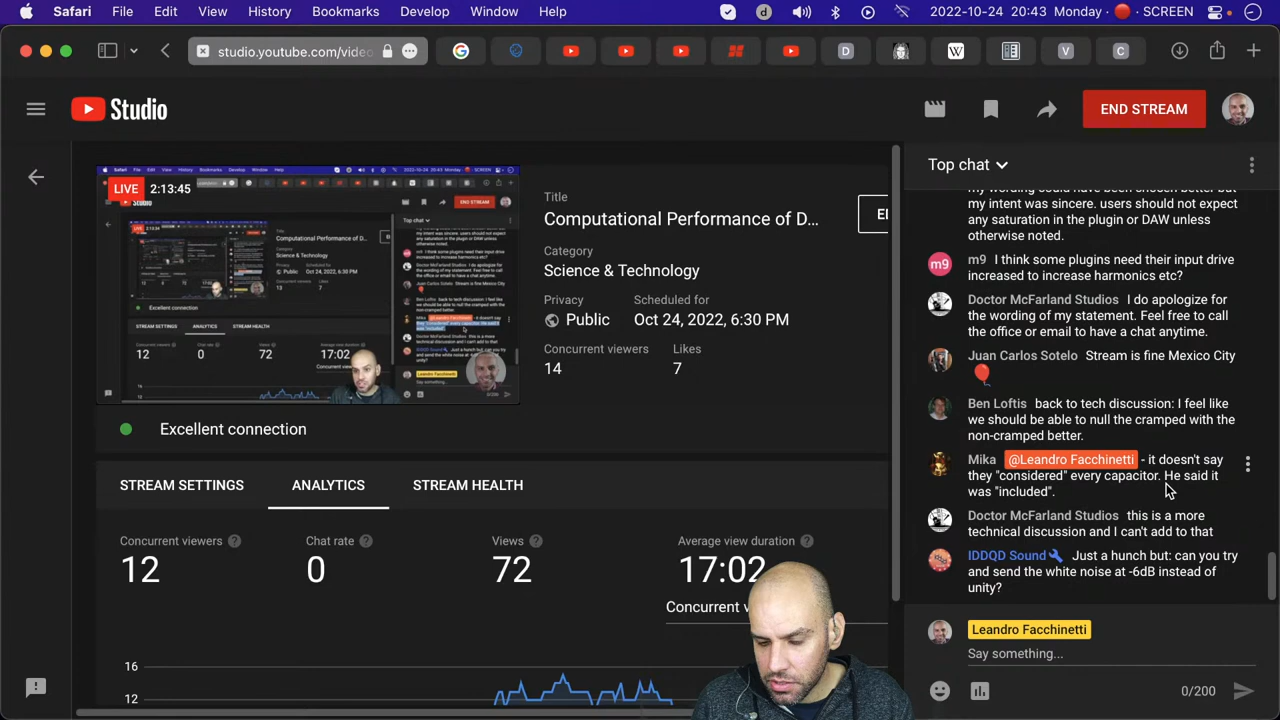 Safari File Edit View History Bookmarks Develop Window Help
2022-10-24 20:43 Monday
SCREEN
studio.youtube.com/video
Studio
END STREAM
LIVE 2:13:45
Title
Computational Performance of D...
Category
Science & Technology
Privacy
Public
Scheduled for
Oct 24, 2022, 6:30 PM
Concurrent viewers
14
Likes
7
Excellent connection
STREAM SETTINGS ANALYTICS STREAM HEALTH
Concurrent viewers
12
Chat rate
0
Views
72
Average view duration
17:02
Concurrent v
16
12
Top chat
my wording could have been chosen better but
my intent was sincere. users should not expect
any saturation in the plugin or DAW unless
otherwise noted.
m9 I think some plugins need their input drive
increased to increase harmonics etc?
Doctor McFarland Studios I do apologize for
the wording of my statement. Feel free to call
the office or email to have a chat anytime.
Juan Carlos Sotelo Stream is fine Mexico City
Ben Loftis back to tech discussion: I feel like
we should be able to null the cramped with the
non-cramped better.
Mika @Leandro Facchinetti - it doesn't say
they "considered" every capacitor. He said it
was "included".
Doctor McFarland Studios this is a more
technical discussion and I can't add to that
IDDQD Sound Just a hunch but: can you try
and send the white noise at -6dB instead of
unity?
Leandro Facchinetti
Say something...
0/200